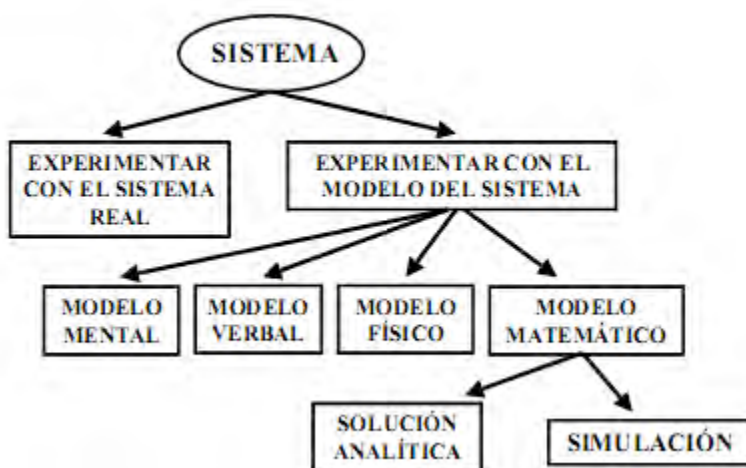 SISTEMA
EXPERIMENTAR
CON EL SISTEMA
REAL
EXPERIMENTAR CON EL
MODELO DEL SISTEMA
MODELO
MENTAL
MODELO
VERBAL
MODELO
FÍSICO
MODELO
MATEMÁTICO
SOLUCIÓN
ANALÍTICA
SIMULACIÓN